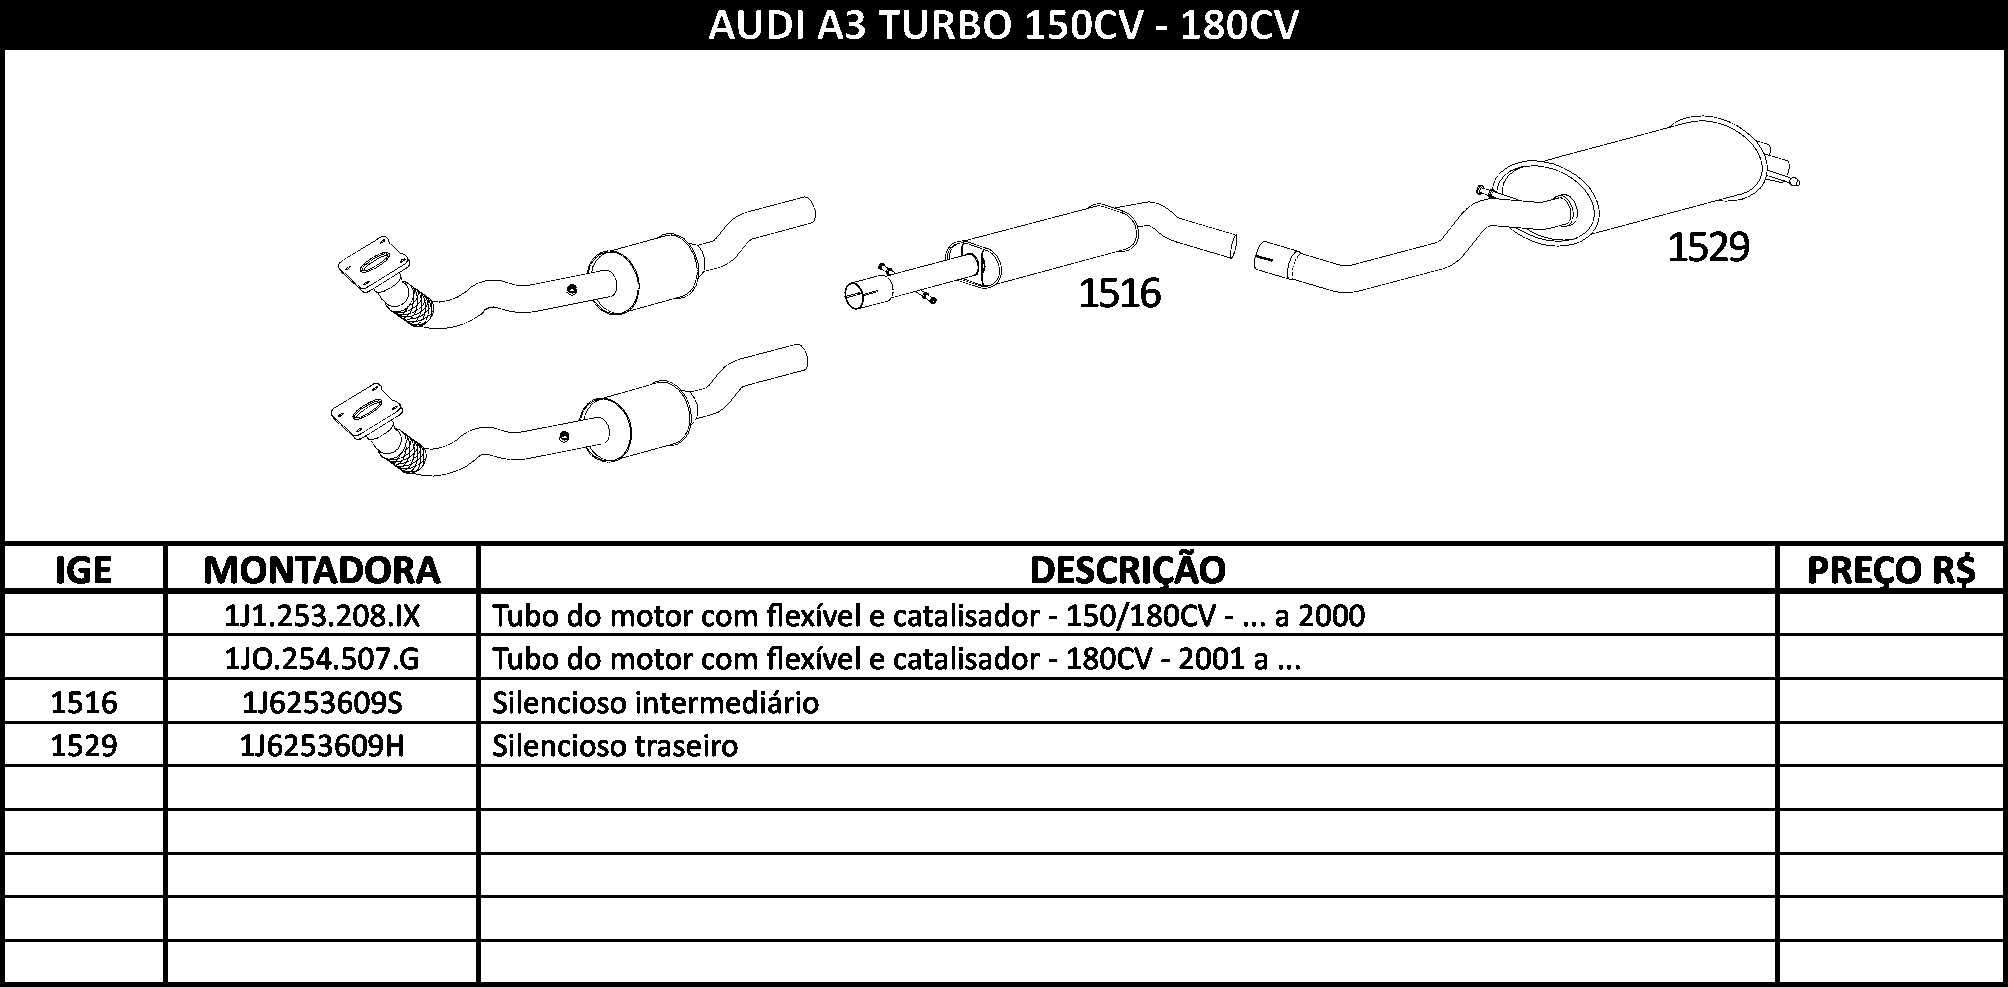 AUDI A3 TURBO 150CV - 180CV
1529
1516
IGE MONTADORA DESCRIÇÃO PREÇO R$
1J1.253.208.IX Tubo do motor com flexível e catalisador - 150/180CV - ... a 2000
1JO.254.507.G Tubo do motor com flexível e catalisador - 180CV - 2001 a ...
1516 1J6253609S Silencioso intermediário
1529 1J6253609H Silencioso traseiro